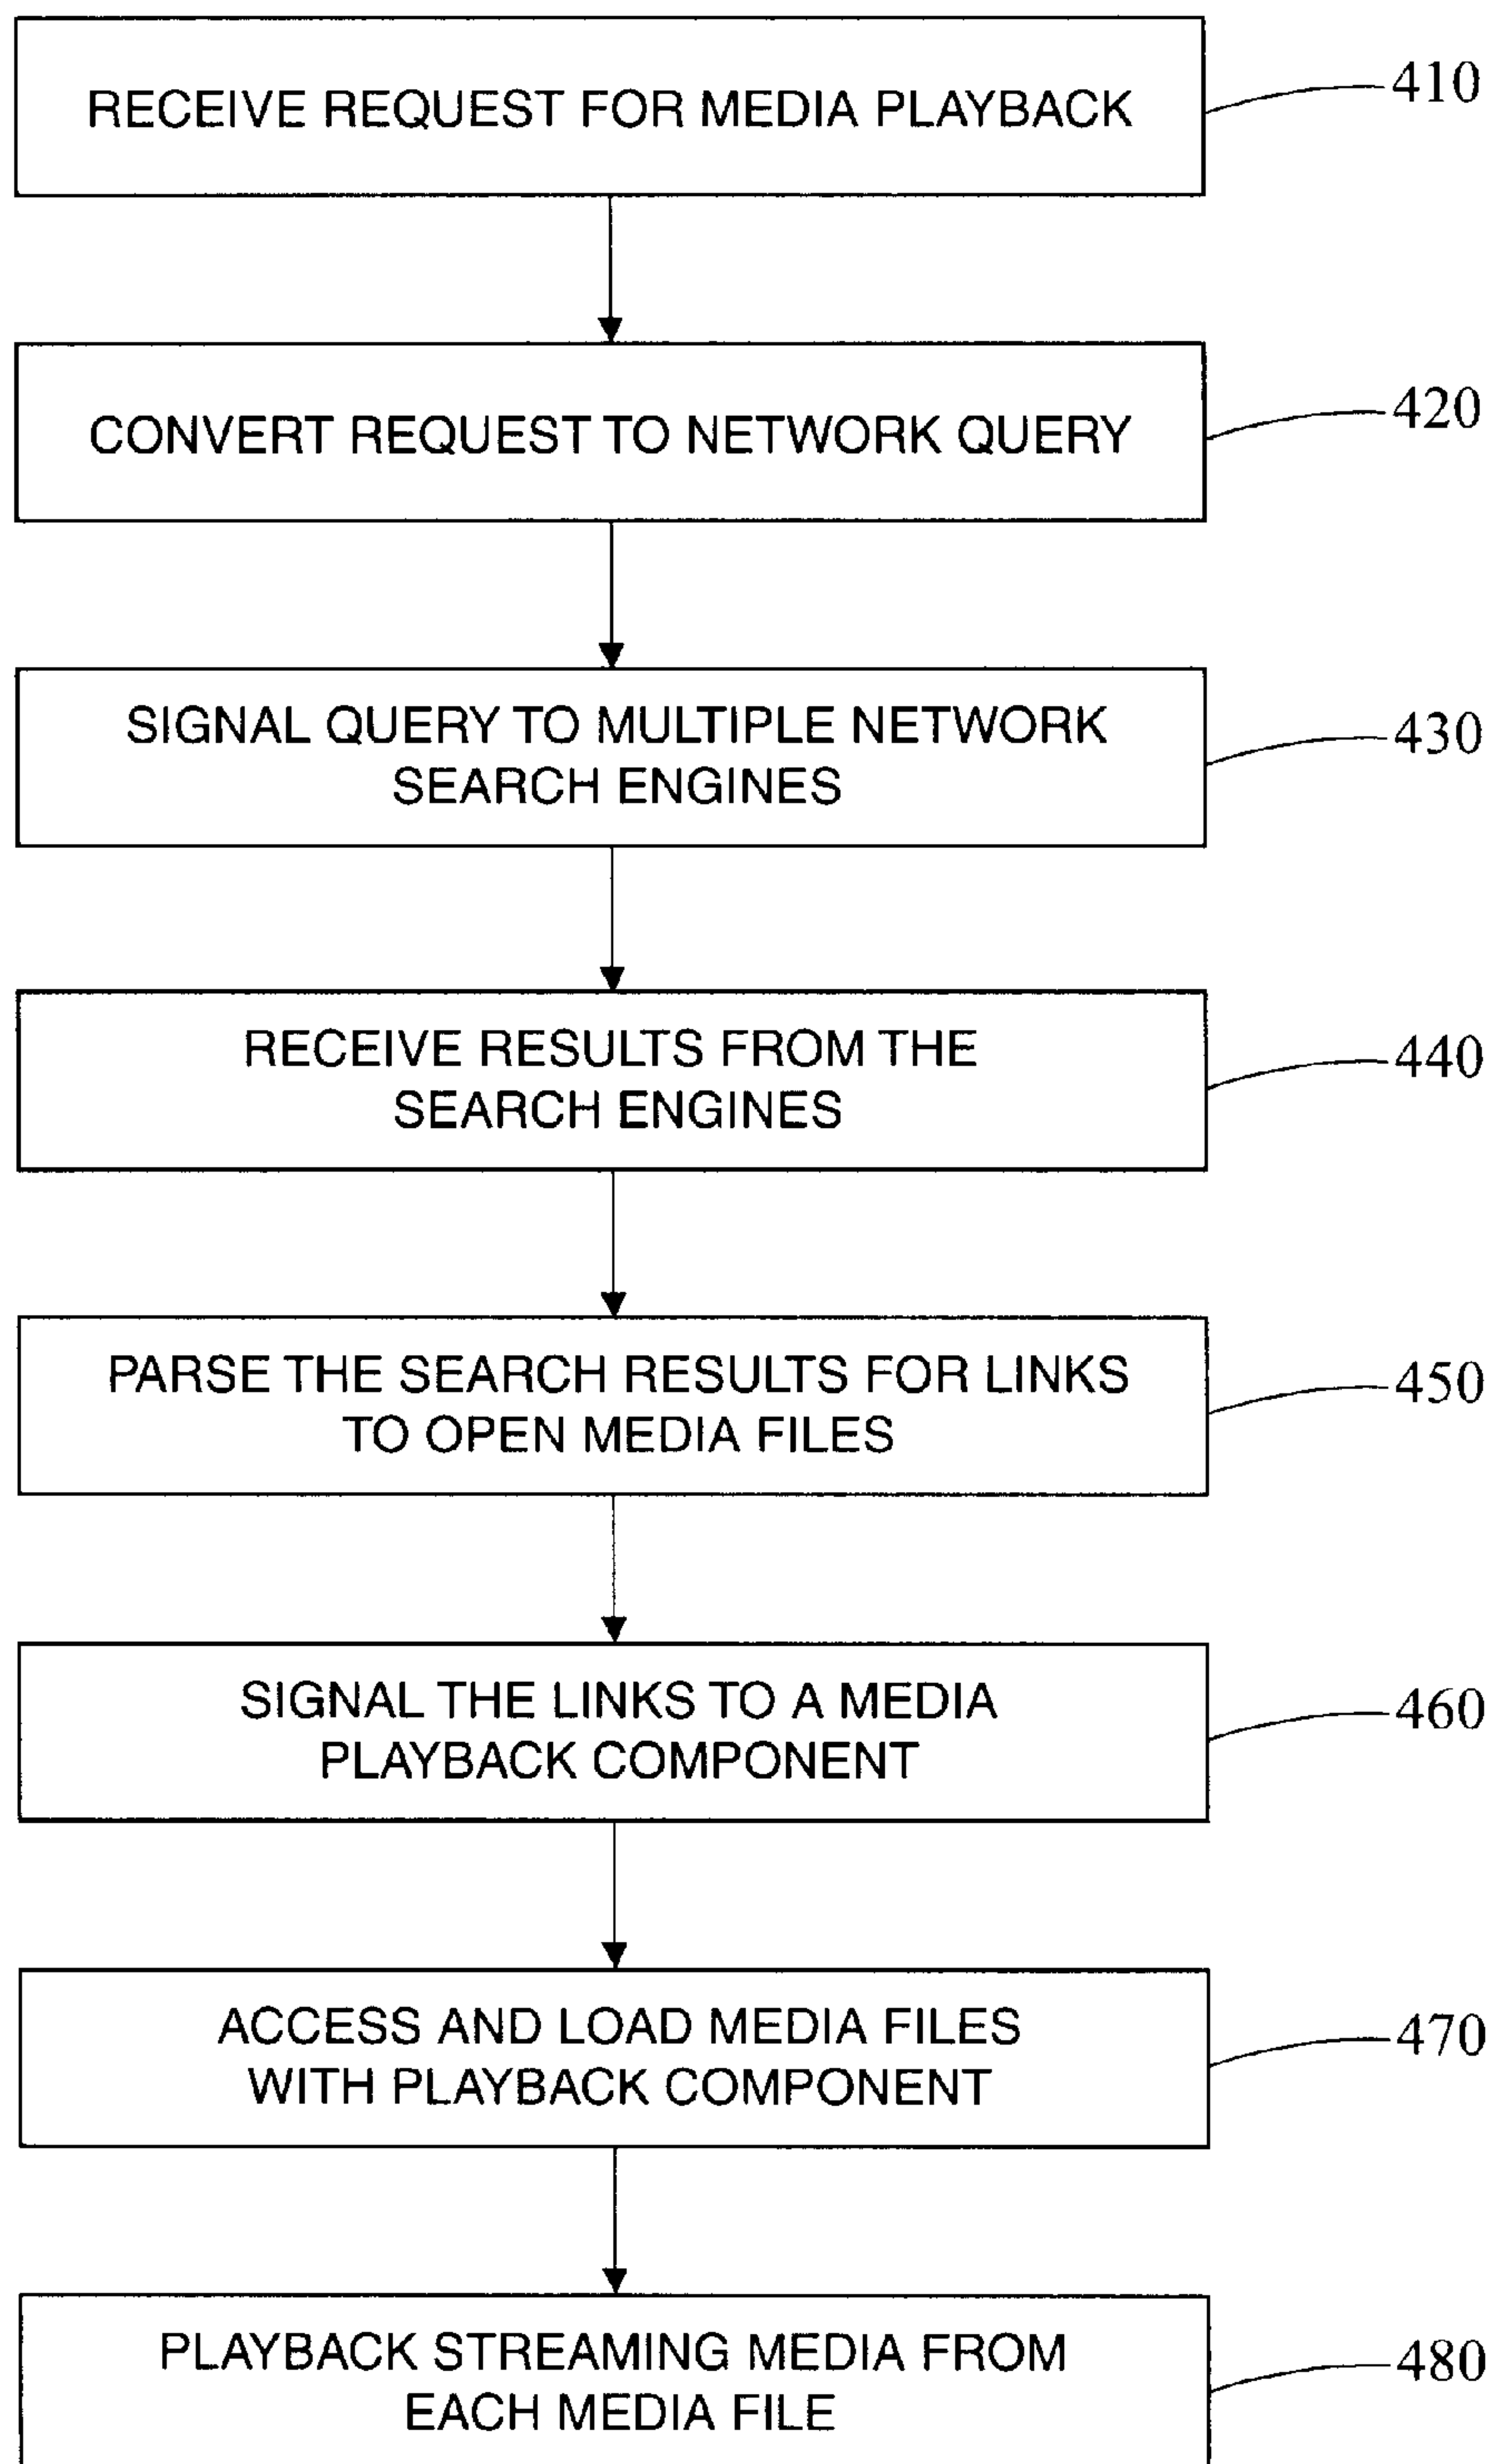 RECEIVE REQUEST FOR MEDIA PLAYBACK
410
CONVERT REQUEST TO NETWORK QUERY
420
SIGNAL QUERY TO MULTIPLE NETWORK
SEARCH ENGINES
430
RECEIVE RESULTS FROM THE
SEARCH ENGINES
440
PARSE THE SEARCH RESULTS FOR LINKS
TO OPEN MEDIA FILES
450
SIGNAL THE LINKS TO A MEDIA
PLAYBACK COMPONENT
460
ACCESS AND LOAD MEDIA FILES
WITH PLAYBACK COMPONENT
470
PLAYBACK STREAMING MEDIA FROM
EACH MEDIA FILE
480